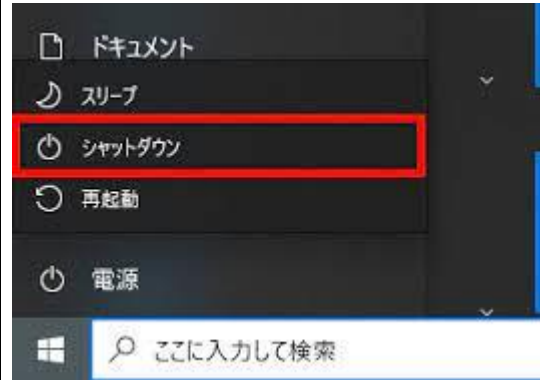 ドキュメント
スリープ
シャットダウン
再起動
電源
ここに入力して検索